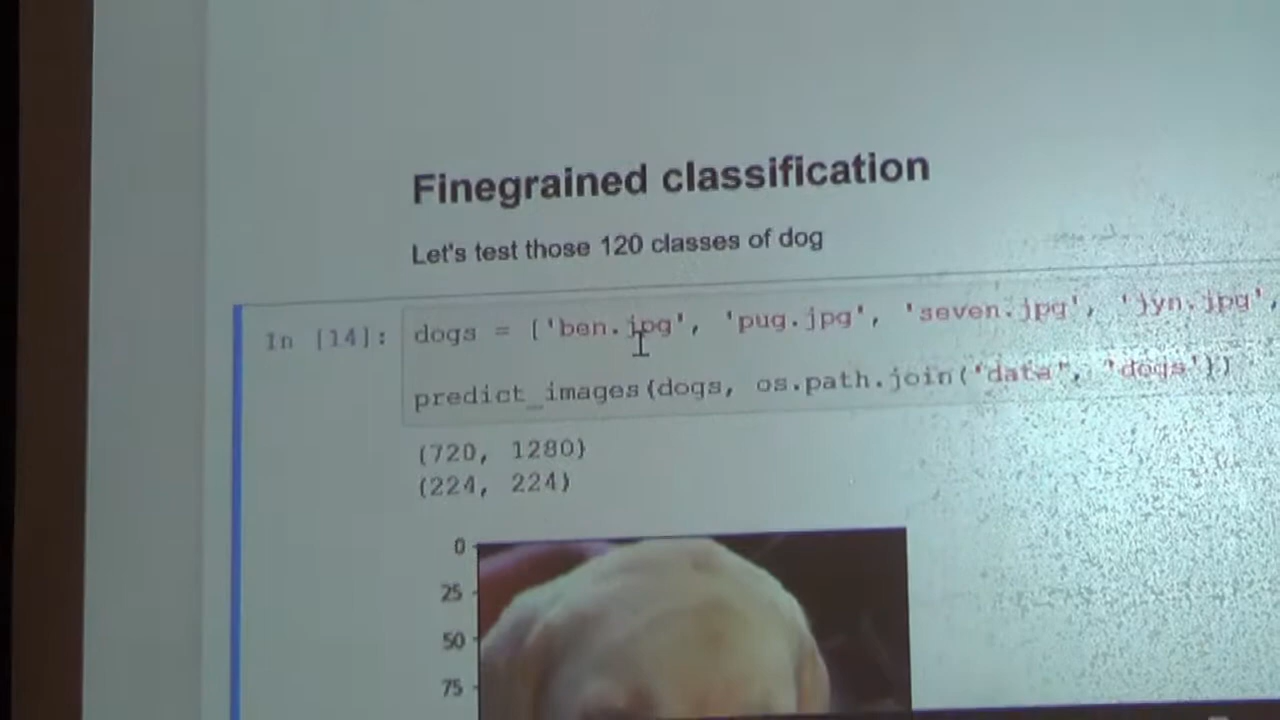 Finegrained classification
Let's test those 120 classes of dog
In [14]: dogs = ['ben.jpg', 'pug.jpg', 'seven.jpg', 'jyn.jpg',
predict_images(dogs, os.path.join("data", 'dogs'))
(720, 1280)
(224, 224)
0
25
50
75